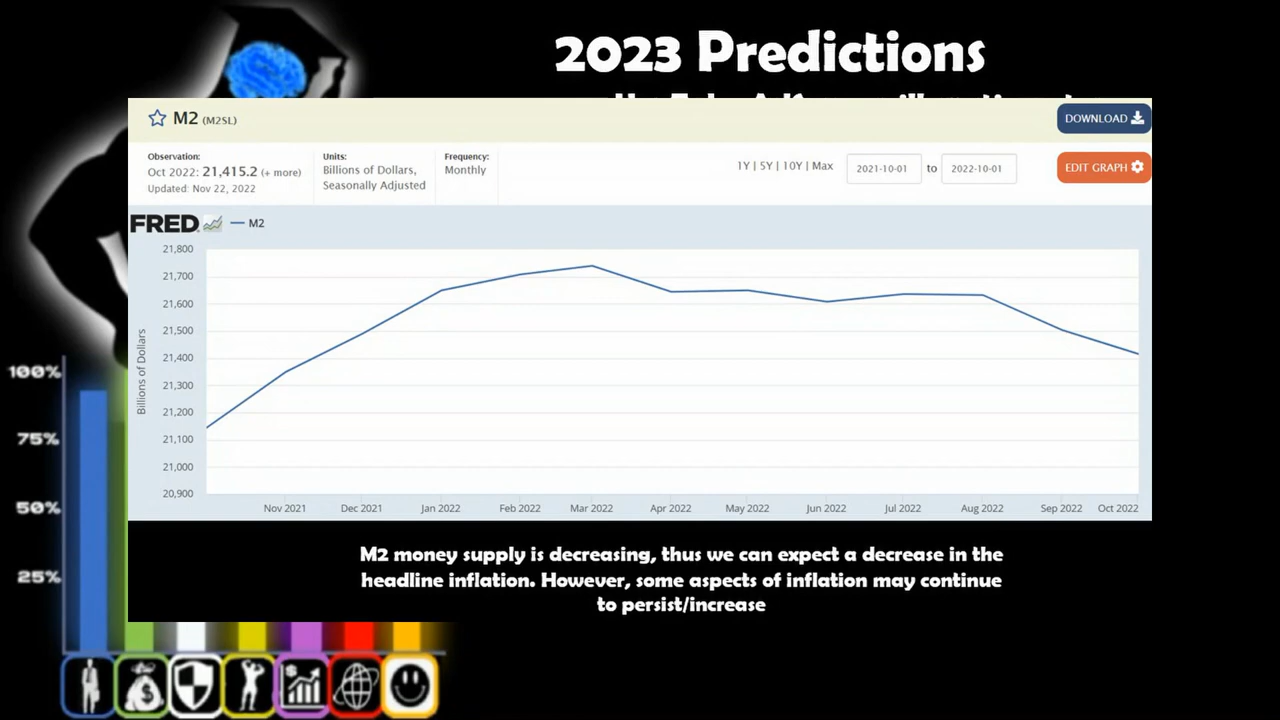 2023 Predictions
M2 (M2SL)
DOWNLOAD
Observation:
Oct 2022: 21,415.2 (+ more)
Updated: Nov 22, 2022
Units:
Billions of Dollars,
Seasonally Adjusted
Frequency:
Monthly
1Y | 5Y | 10Y | Max
2021-10-01 to 2022-10-01
EDIT GRAPH
FRED
M2
Billions of Dollars
21,800
21,700
21,600
21,500
21,400
21,300
21,200
21,100
21,000
20,900
Nov 2021 Dec 2021 Jan 2022 Feb 2022 Mar 2022 Apr 2022 May 2022 Jun 2022 Jul 2022 Aug 2022 Sep 2022 Oct 2022
100%
75%
50%
25%
M2 money supply is decreasing, thus we can expect a decrease in the
headline inflation. However, some aspects of inflation may continue
to persist/increase
$
$